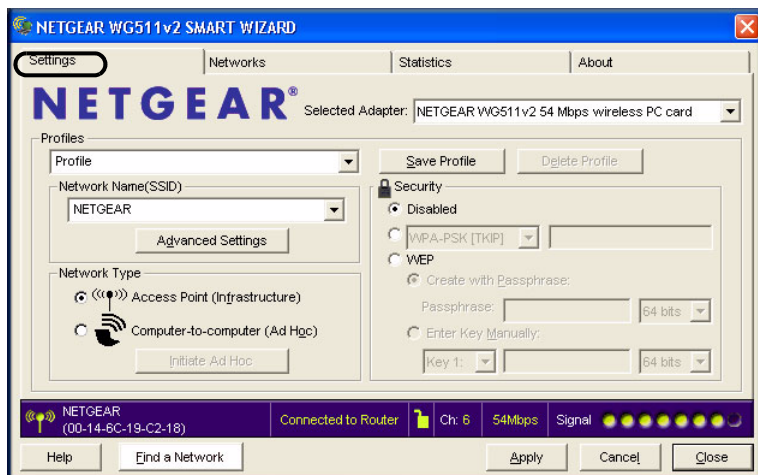 NETGEAR WG511v2 SMART WIZARD
Settings Networks Statistics About
NETGEAR® Selected Adapter: NETGEAR WG511v2 54 Mbps wireless PC card
Profiles
Profile Save Profile Delete Profile
Network Name(SSID)
NETGEAR
Advanced Settings
Network Type
Access Point (Infrastructure)
Computer-to-computer (Ad Hoc)
Initiate Ad Hoc
Security
Disabled
WPA-PSK [TKIP]
WEP
Create with Passphrase:
Passphrase: 64 bits
Enter Key Manually:
Key 1: 64 bits
NETGEAR
(00-14-6C-19-C2-18)
Connected to Router Ch: 6 54Mbps Signal
Help Find a Network Apply Cancel Close